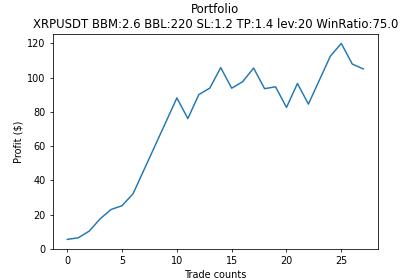 Portfolio
XRPUSDT BBM:2.6 BBL:220 SL:1.2 TP:1.4 lev:20 WinRatio:75.0
120
100
80
60
40
20
0
Profit ($)
0 5 10 15 20 25
Trade counts